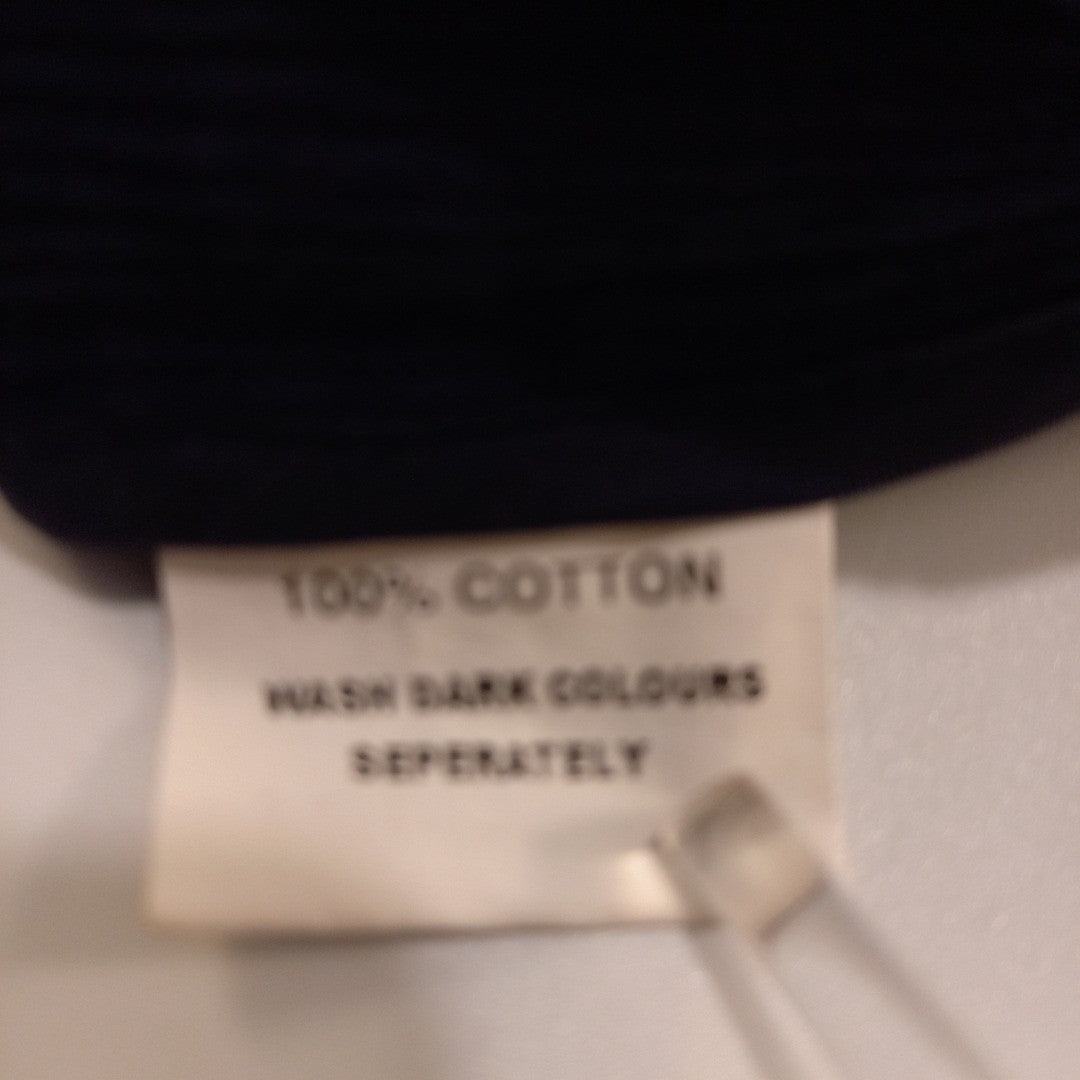 100% COTTON
WASH DARK COLOURS
SEPERATELY